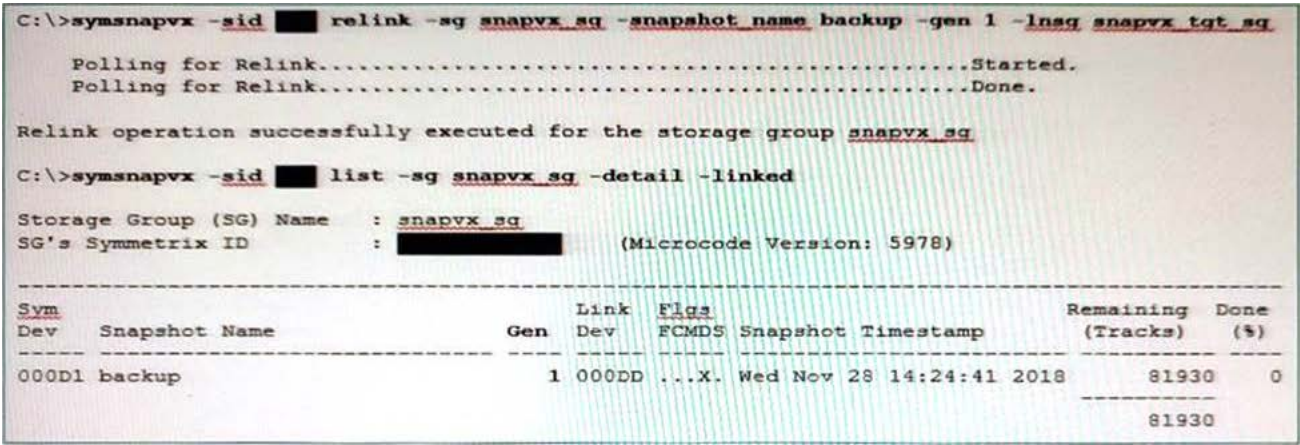 C:\>symsnapvx -sid relink -sg snapvx_sg -snapshot_name backup -gen 1 -lnsg snapvx_tgt_sg
Polling for Relink..................................................Started.
Polling for Relink..................................................Done.
Relink operation successfully executed for the storage group snapvx_sg
C:\>symsnapvx -sid list -sg snapvx_sg -detail -linked
Storage Group (SG) Name : snapvx_sg
SG's Symmetrix ID : (Microcode Version: 5978)
--------------------------------------------------------------------------------
Sym Link Flgs Remaining Done
Dev Snapshot Name Gen Dev FCMDS Snapshot Timestamp (Tracks) (%)
----- -------------------------------- ---- ----- ----- ------------------------ ---------- ----
000D1 backup 1 000DD ...X. Wed Nov 28 14:24:41 2018 81930 0
----------
81930